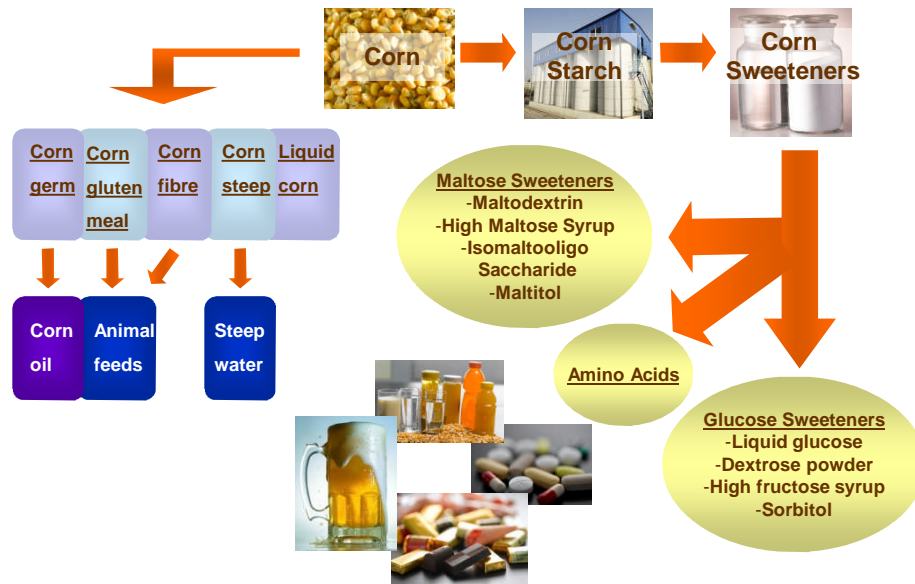 Corn
Corn
Starch
Corn
Sweeteners
Corn
germ
Corn
gluten
meal
Corn
fibre
Corn
steep
Liquid
corn
Corn
oil
Animal
feeds
Steep
water
Maltose Sweeteners
-Maltodextrin
-High Maltose Syrup
-Isomaltooligo
Saccharide
-Maltitol
Amino Acids
Glucose Sweeteners
-Liquid glucose
-Dextrose powder
-High fructose syrup
-Sorbitol